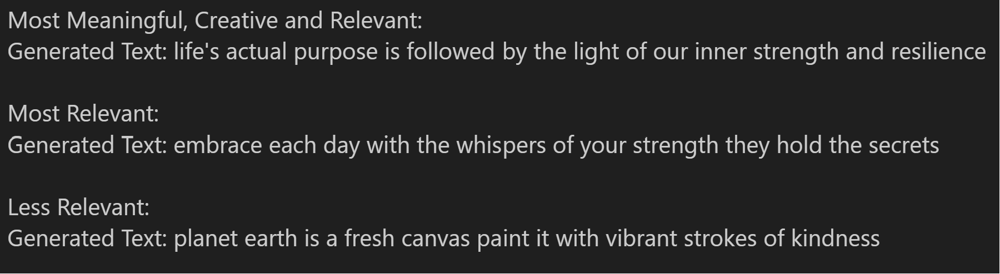 Most Meaningful, Creative and Relevant:
Generated Text: life's actual purpose is followed by the light of our inner strength and resilience
Most Relevant:
Generated Text: embrace each day with the whispers of your strength they hold the secrets
Less Relevant:
Generated Text: planet earth is a fresh canvas paint it with vibrant strokes of kindness